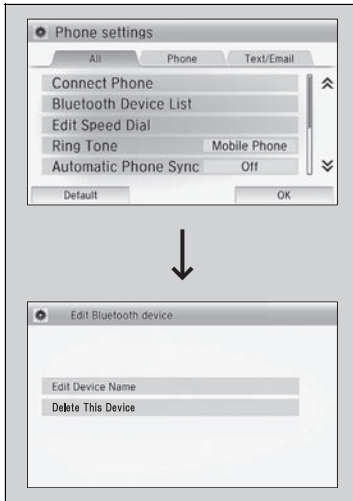 Phone settings
All Phone Text/Email
Connect Phone
Bluetooth Device List
Edit Speed Dial
Ring Tone Mobile Phone
Automatic Phone Sync Off
Default OK
Edit Bluetooth device
Edit Device Name
Delete This Device